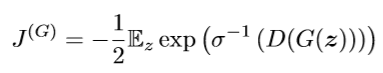 J^{(G)} = -\frac{1}{2} \mathbb{E}_z \exp \left( \sigma^{-1} \left( D(G(\boldsymbol{z})) \right) \right)